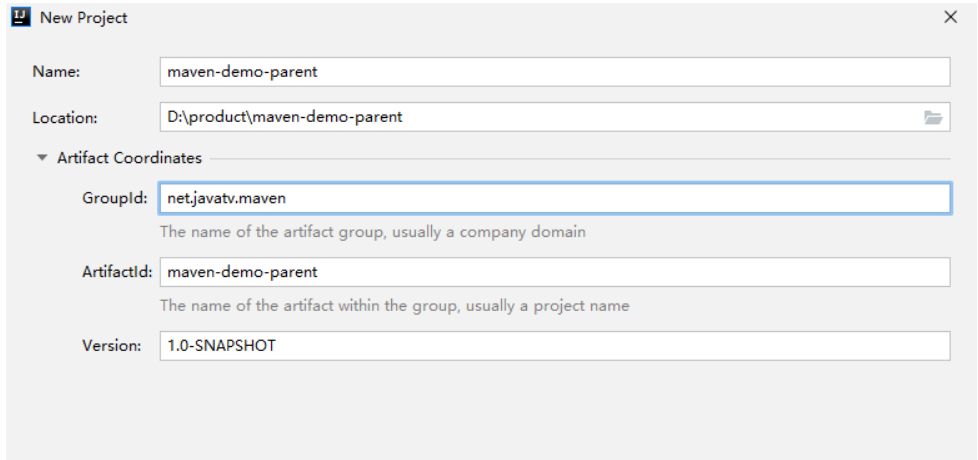 IJ New Project
Name: maven-demo-parent
Location: D:\product\maven-demo-parent
Artifact Coordinates
GroupId: net.javatv.maven
The name of the artifact group, usually a company domain
ArtifactId: maven-demo-parent
The name of the artifact within the group, usually a project name
Version: 1.0-SNAPSHOT